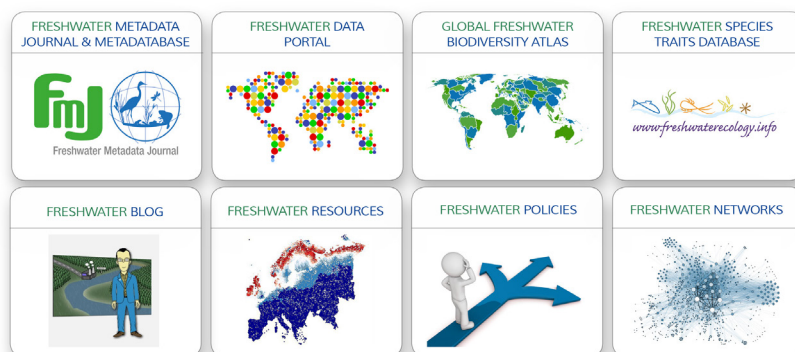 FRESHWATER METADATA
JOURNAL & METADATABASE
FmJ
Freshwater Metadata Journal
FRESHWATER DATA
PORTAL
GLOBAL FRESHWATER
BIODIVERSITY ATLAS
FRESHWATER SPECIES
TRAITS DATABASE
www.freshwaterecology.info
FRESHWATER BLOG
FRESHWATER RESOURCES
FRESHWATER POLICIES
FRESHWATER NETWORKS